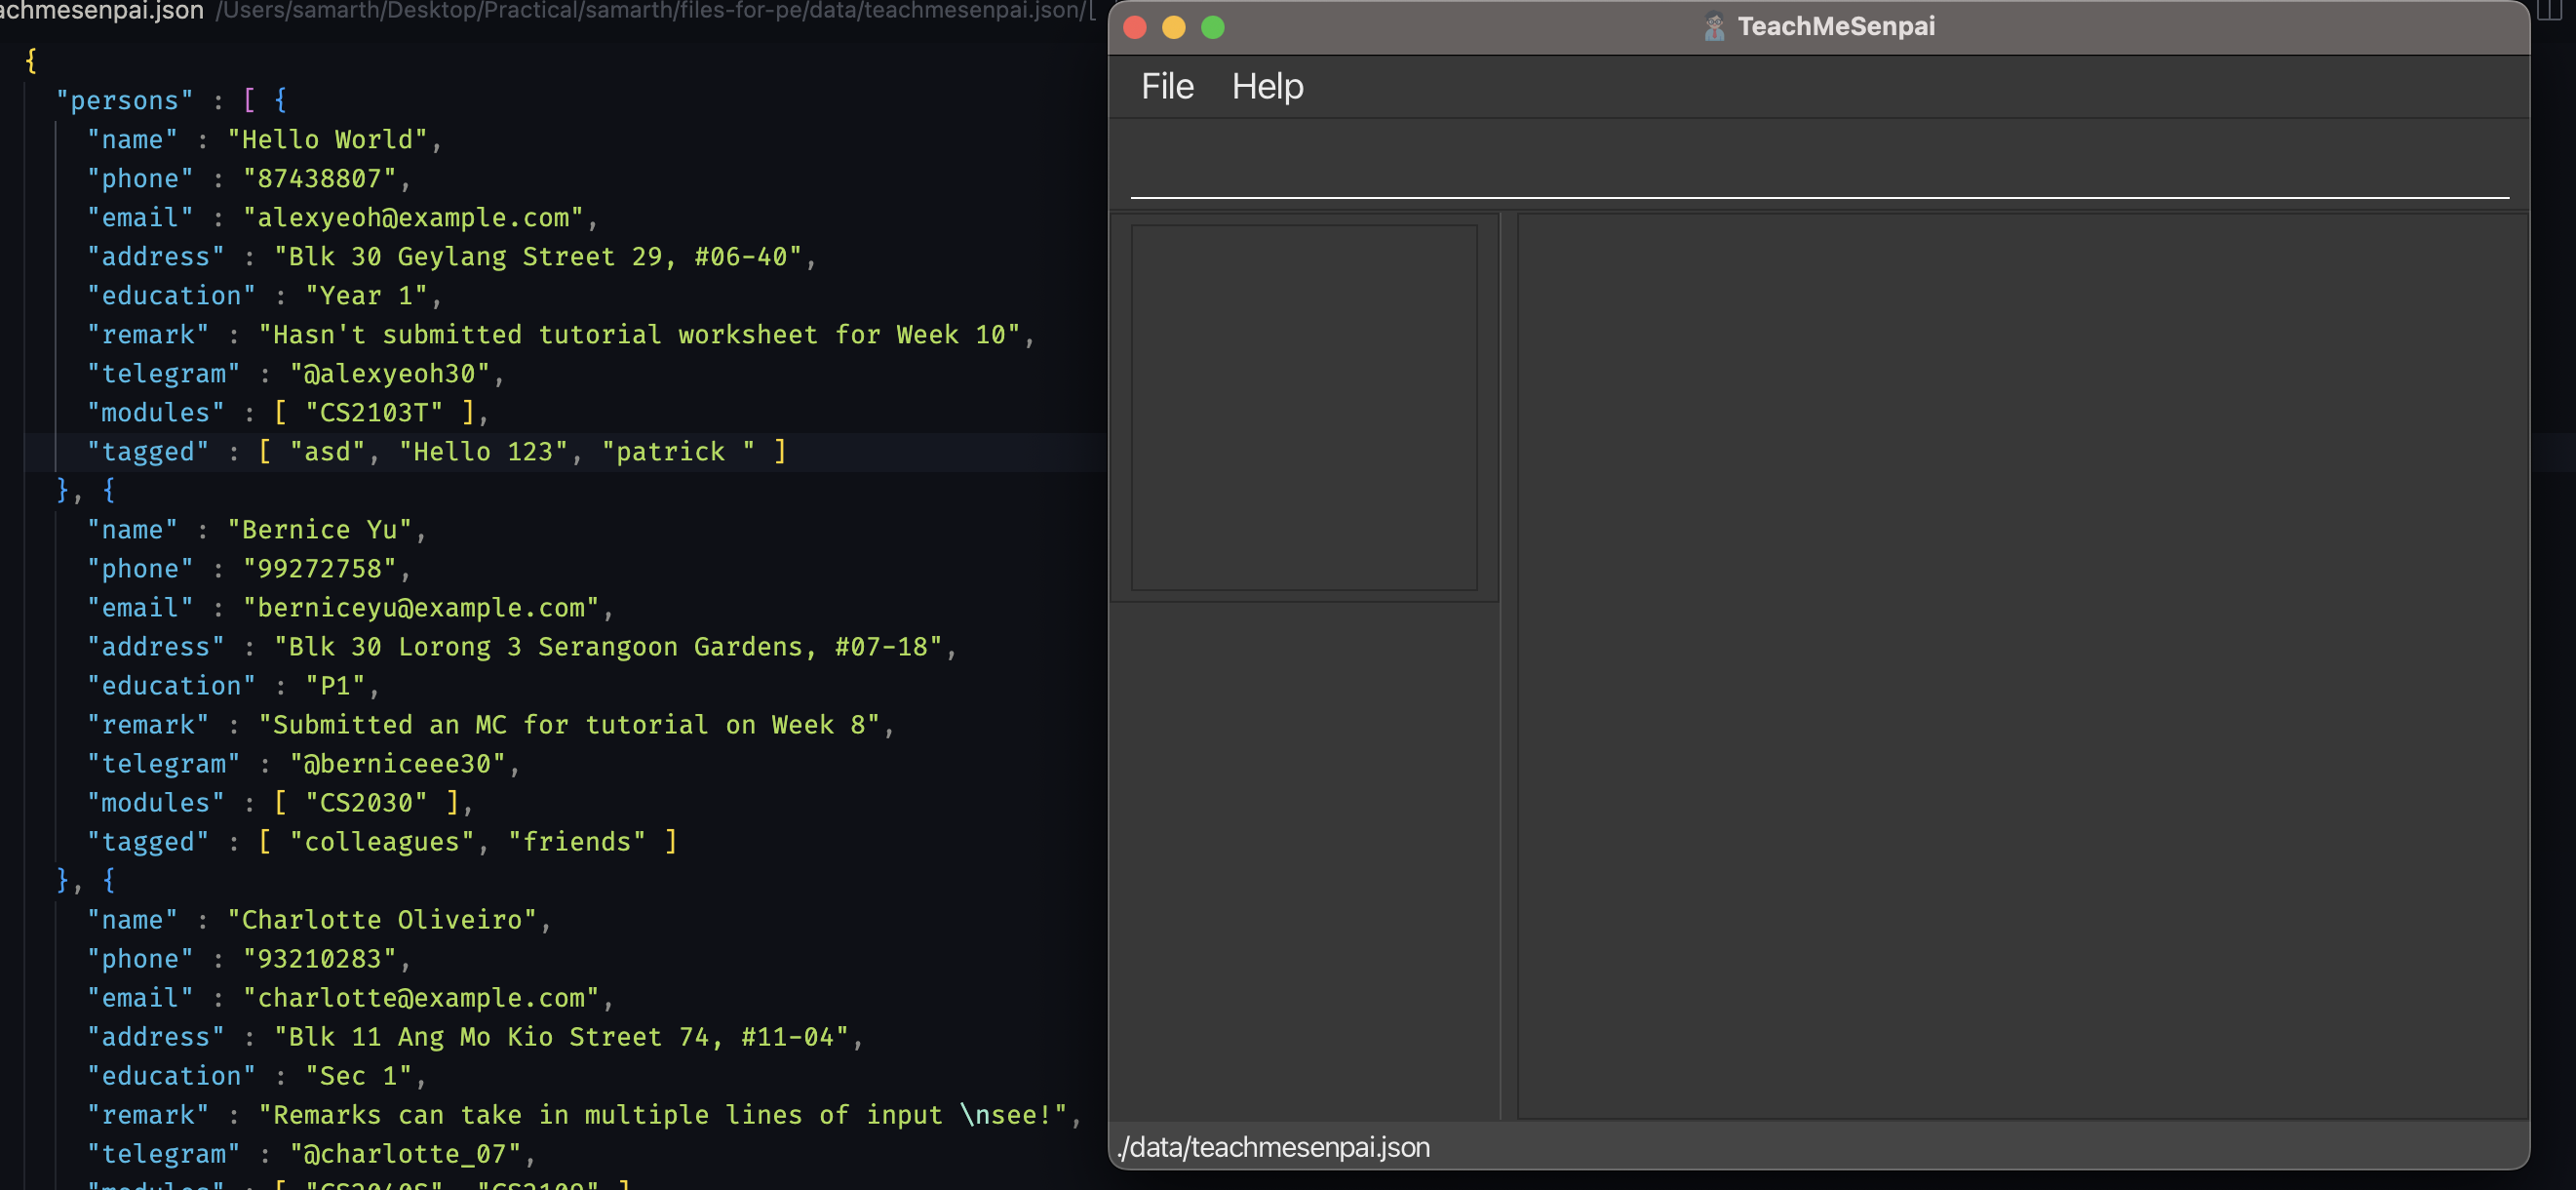 achmesenpai.json /Users/samarth/Desktop/Practical/samarth/files-for-pe/data/teachmesenpai.json/[
{
"persons" : [ {
"name" : "Hello World",
"phone" : "87438807",
"email" : "alexyeoh@example.com",
"address" : "Blk 30 Geylang Street 29, #06-40",
"education" : "Year 1",
"remark" : "Hasn't submitted tutorial worksheet for Week 10",
"telegram" : "@alexyeoh30",
"modules" : [ "CS2103T" ],
"tagged" : [ "asd", "Hello 123", "patrick " ]
}, {
"name" : "Bernice Yu",
"phone" : "99272758",
"email" : "berniceyu@example.com",
"address" : "Blk 30 Lorong 3 Serangoon Gardens, #07-18",
"education" : "P1",
"remark" : "Submitted an MC for tutorial on Week 8",
"telegram" : "@berniceee30",
"modules" : [ "CS2030" ],
"tagged" : [ "colleagues", "friends" ]
}, {
"name" : "Charlotte Oliveiro",
"phone" : "93210283",
"email" : "charlotte@example.com",
"address" : "Blk 11 Ang Mo Kio Street 74, #11-04",
"education" : "Sec 1",
"remark" : "Remarks can take in multiple lines of input \nsee!",
"telegram" : "@charlotte_07",
"modules" : [ "CS2040S", "CS2109" ]
TeachMeSenpai
File Help
./data/teachmesenpai.json